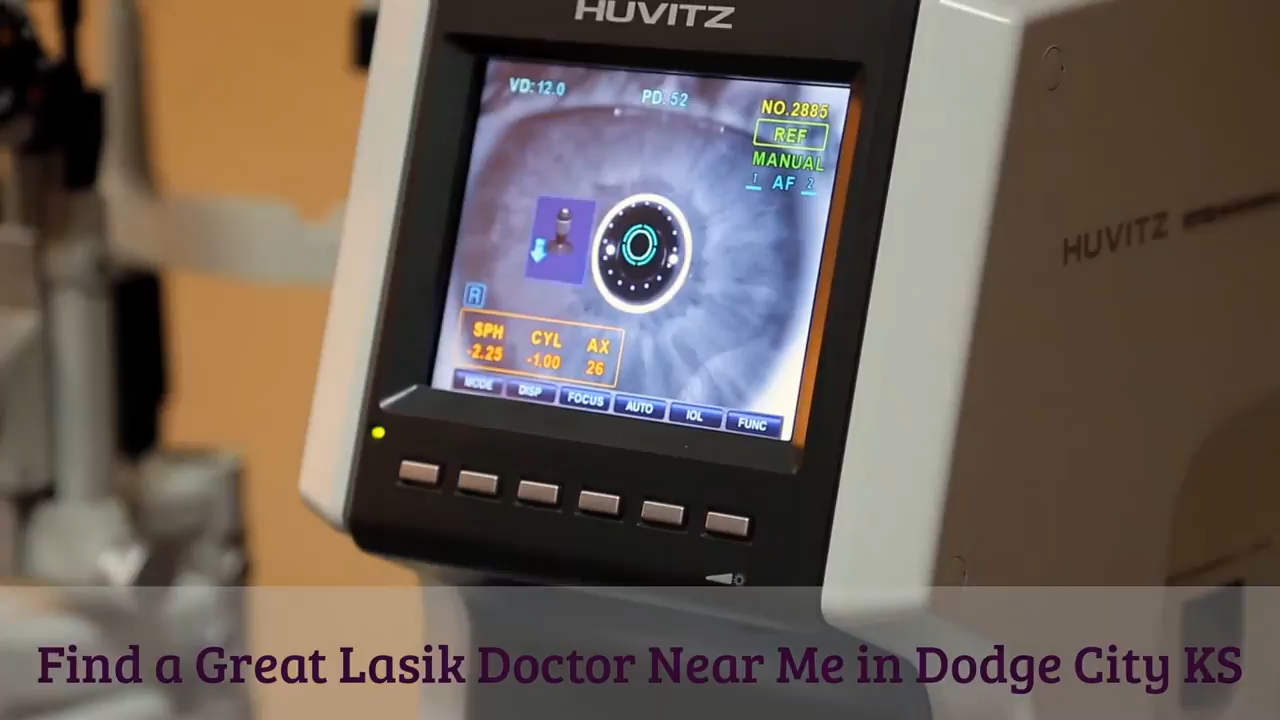 HUVITZ
VD: 12.0
PD: 52
NO.2885
REF
MANUAL
1 AF 2
R
SPH CYL AX
-2.25 -1.00 26
MODE DISP FOCUS AUTO IOL FUNC
HUVITZ
Find a Great Lasik Doctor Near Me in Dodge City KS